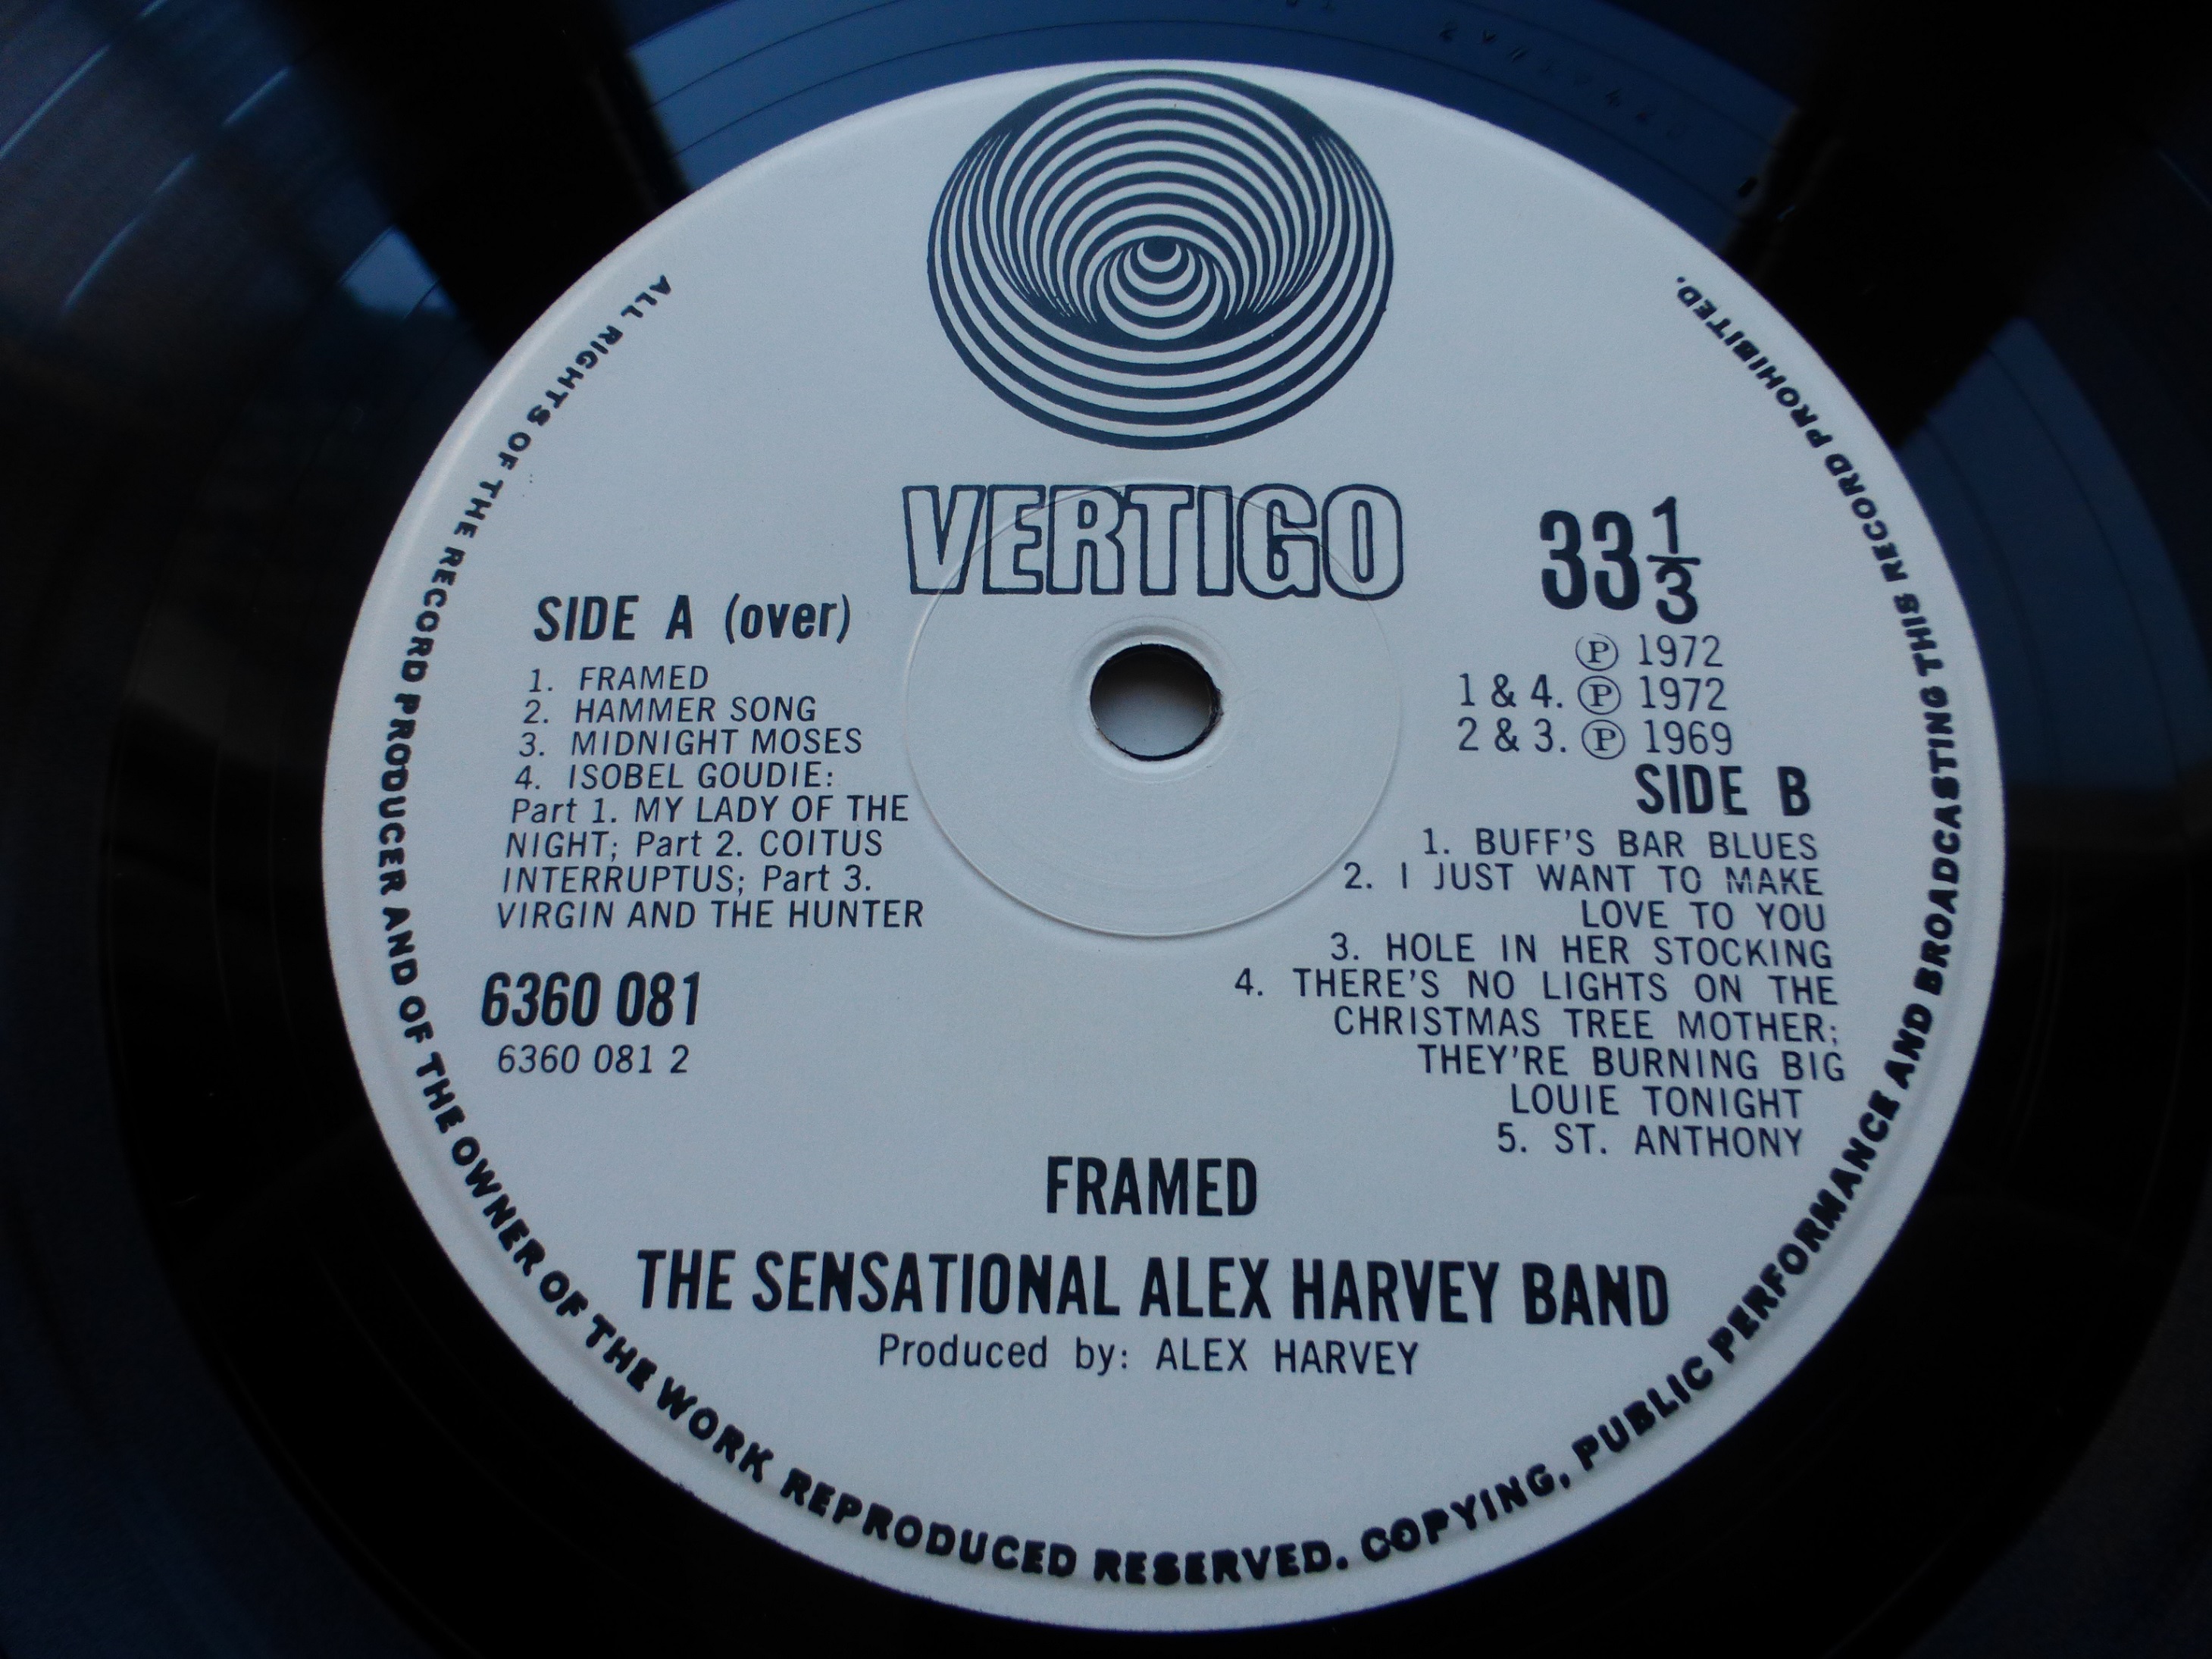 ALL RIGHTS OF THE RECORD PRODUCER AND OF THE OWNER OF THE WORK REPRODUCED RESERVED. COPYING, PUBLIC PERFORMANCE AND BROADCASTING THIS RECORD PROHIBITED.
VERTIGO
33 1/3
SIDE A (over)
1. FRAMED
2. HAMMER SONG
3. MIDNIGHT MOSES
4. ISOBEL GOUDIE:
Part 1. MY LADY OF THE
NIGHT; Part 2. COITUS
INTERRUPTUS; Part 3.
VIRGIN AND THE HUNTER
6360 081
6360 081 2
℗ 1972
1 & 4. ℗ 1972
2 & 3. ℗ 1969
SIDE B
1. BUFF'S BAR BLUES
2. I JUST WANT TO MAKE
LOVE TO YOU
3. HOLE IN HER STOCKING
4. THERE'S NO LIGHTS ON THE
CHRISTMAS TREE MOTHER;
THEY'RE BURNING BIG
LOUIE TONIGHT
5. ST. ANTHONY
FRAMED
THE SENSATIONAL ALEX HARVEY BAND
Produced by: ALEX HARVEY